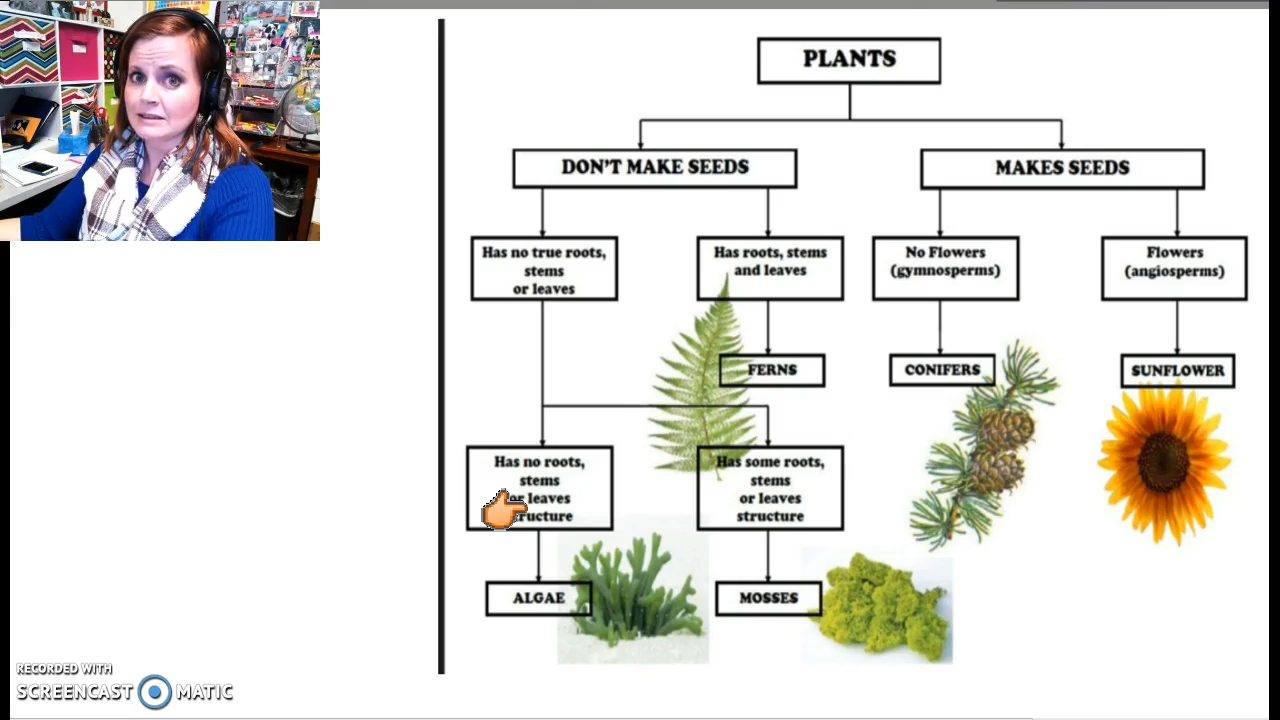 PLANTS
DON'T MAKE SEEDS
MAKES SEEDS
Has no true roots,
stems
or leaves
Has roots, stems
and leaves
No Flowers
(gymnosperms)
Flowers
(angiosperms)
FERNS
CONIFERS
SUNFLOWER
Has no roots,
stems
or leaves
Has some roots,
stems
or leaves
structure
ALGAE
MOSSES
RECORDED WITH
SCREENCAST MATIC